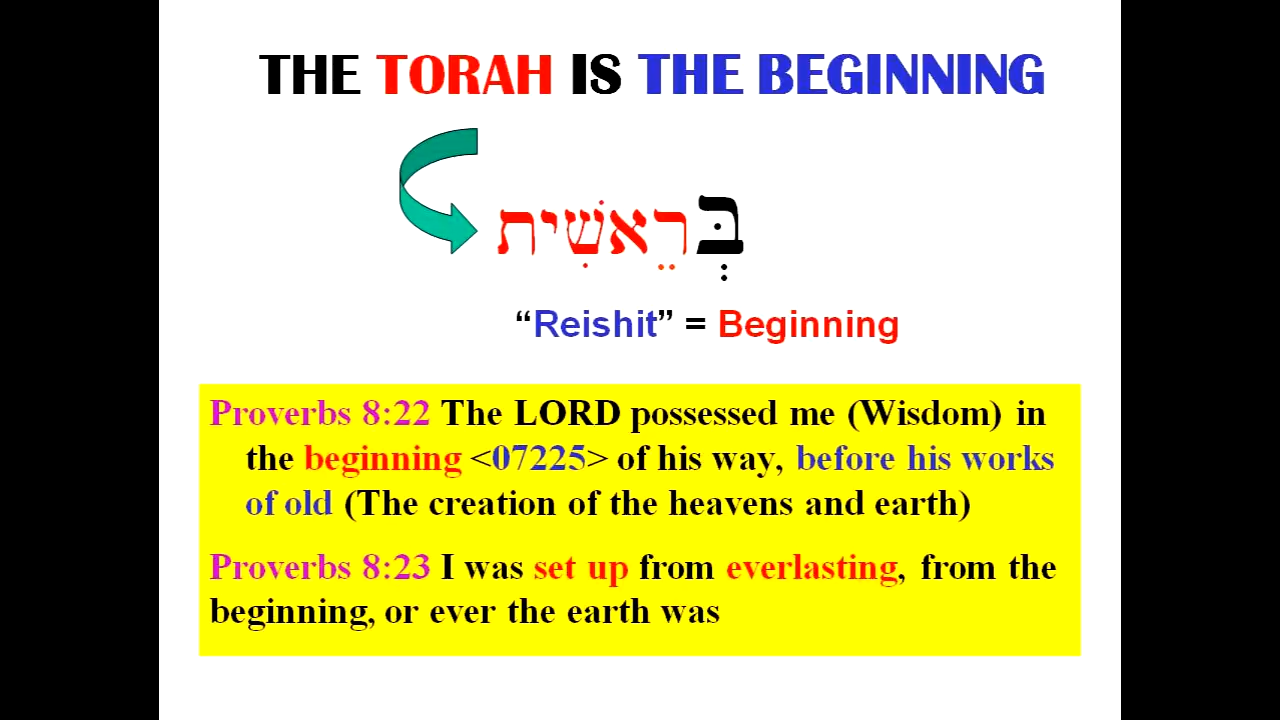 THE TORAH IS THE BEGINNING
בְּרֵאשִׁית
“Reishit” = Beginning
Proverbs 8:22 The LORD possessed me (Wisdom) in
the beginning <07225> of his way, before his works
of old (The creation of the heavens and earth)
Proverbs 8:23 I was set up from everlasting, from the
beginning, or ever the earth was